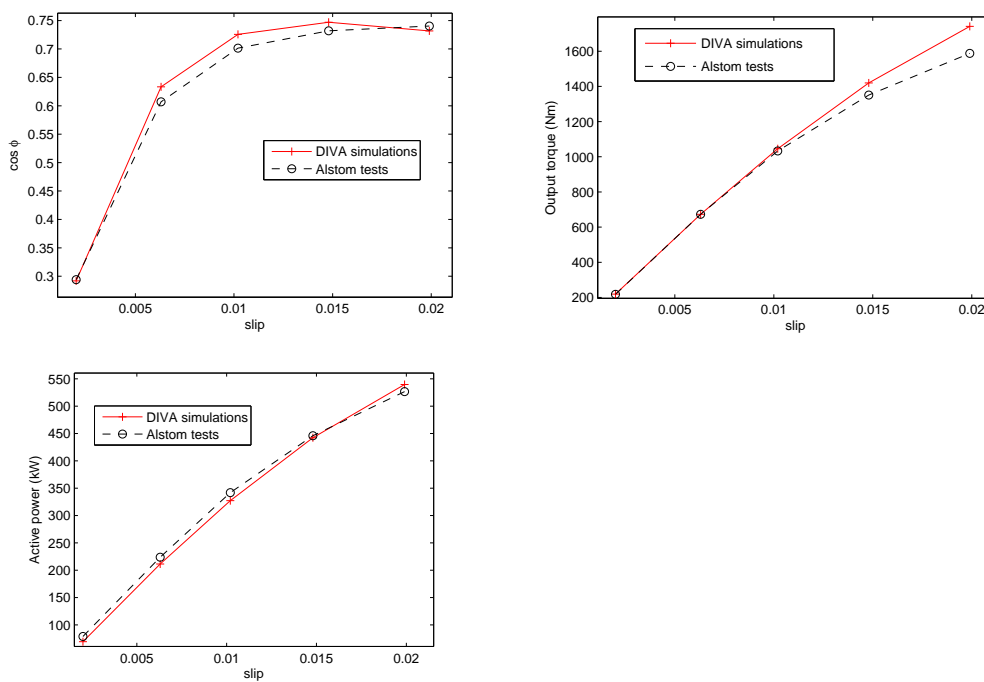 0.75
0.7
0.65
0.6
0.55
0.5
0.45
0.4
0.35
0.3
cos ϕ
DIVA simulations
Alstom tests
0.005 0.01 0.015 0.02
slip
1600
1400
1200
1000
800
600
400
200
Output torque (Nm)
DIVA simulations
Alstom tests
0.005 0.01 0.015 0.02
slip
550
500
450
400
350
300
250
200
150
100
Active power (kW)
DIVA simulations
Alstom tests
0.005 0.01 0.015 0.02
slip